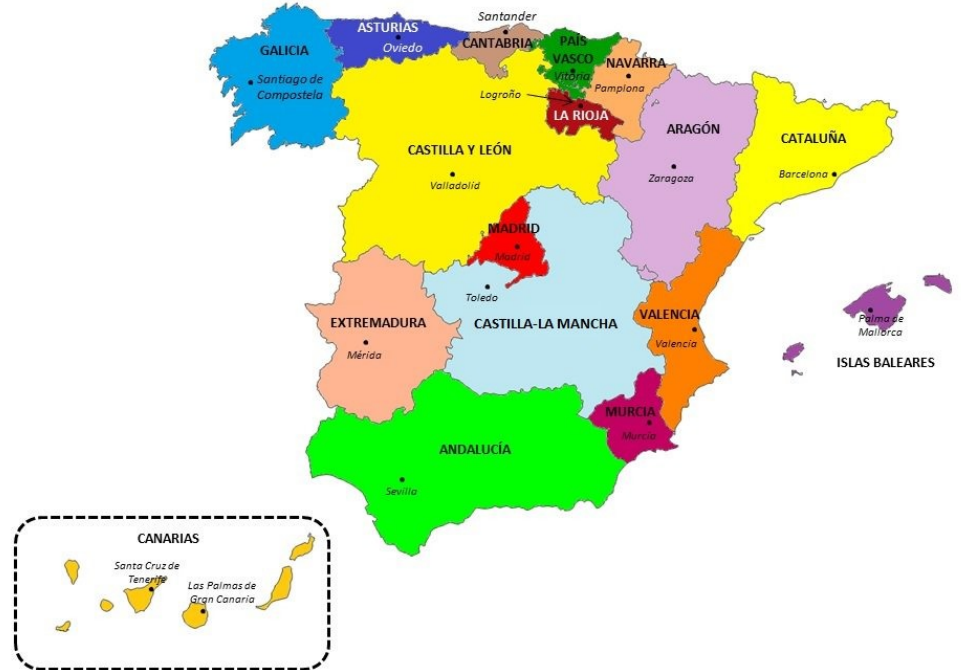 Santander
ASTURIAS
Oviedo
CANTABRIA
PAÍS
VASCO
Vitoria
GALICIA
Santiago de
Compostela
NAVARRA
Pamplona
Logroño
LA RIOJA
ARAGÓN
Zaragoza
CATALUÑA
Barcelona
CASTILLA Y LEÓN
Valladolid
MADRID
Madrid
Toledo
CASTILLA-LA MANCHA
EXTREMADURA
Mérida
VALENCIA
Valencia
Palma de
Mallorca
ISLAS BALEARES
MURCIA
Murcia
ANDALUCÍA
Sevilla
CANARIAS
Santa Cruz de
Tenerife
Las Palmas de
Gran Canaria